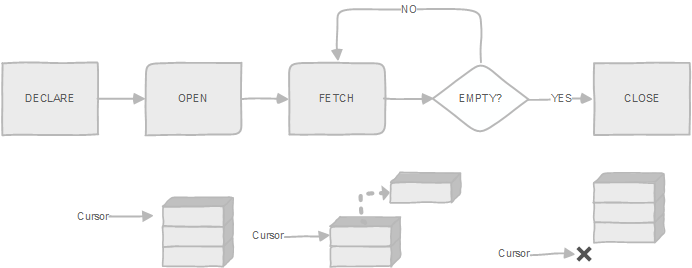 NO
DECLARE
OPEN
FETCH
EMPTY?
YES
CLOSE
Cursor
Cursor
Cursor